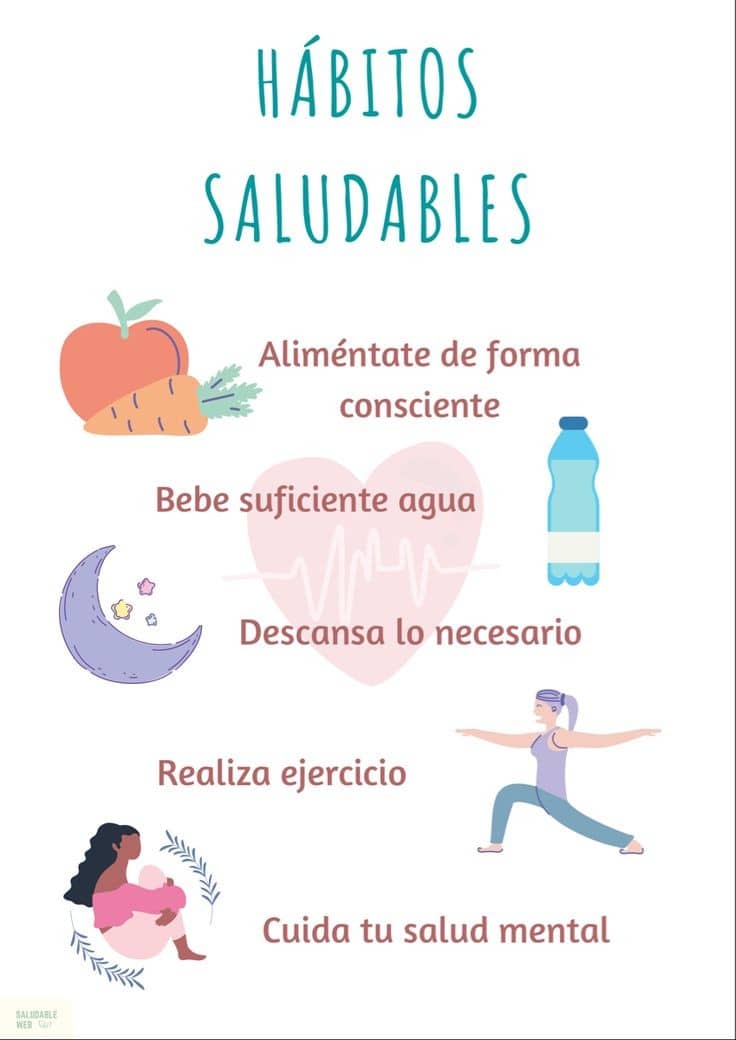 HÁBITOS
SALUDABLES
Aliméntate de forma
consciente
Bebe suficiente agua
Descansa lo necesario
Realiza ejercicio
Cuida tu salud mental
SALUDABLE
WEB